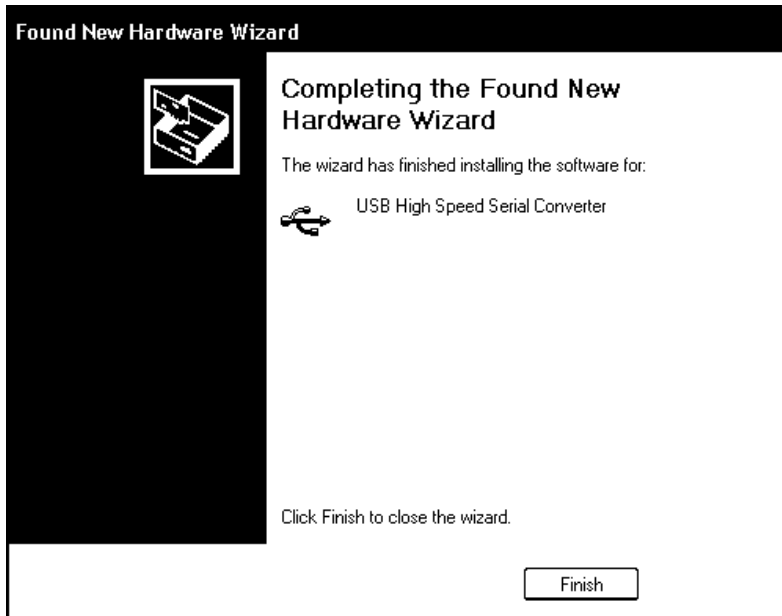 Found New Hardware Wizard
Completing the Found New
Hardware Wizard
The wizard has finished installing the software for:
USB High Speed Serial Converter
Click Finish to close the wizard.
Finish